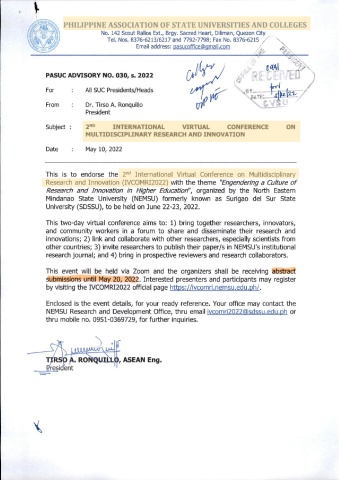 PHILIPPINE ASSOCIATION OF STATE UNIVERSITIES AND COLLEGES
No. 142 Scout Rallos Ext., Brgy. Sacred Heart, Diliman, Quezon City
Tel. Nos. 8376-6213/6217 and 7792-7798; Fax No. 8376-6215
Email address: pasucoffice@gmail.com
PASUC ADVISORY NO. 030, s. 2022
RECEIVED
For : All SUC Presidents/Heads
From : Dr. Tirso A. Ronquillo
President
Subject : 2ND INTERNATIONAL VIRTUAL CONFERENCE ON
MULTIDISCIPLINARY RESEARCH AND INNOVATION
Date : May 10, 2022
This is to endorse the 2nd International Virtual Conference on Multidisciplinary
Research and Innovation (IVCOMRI2022) with the theme "Engendering a Culture of
Research and Innovation in Higher Education", organized by the North Eastern
Mindanao State University (NEMSU) formerly known as Surigao del Sur State
University (SDSSU), to be held on June 22-23, 2022.
This two-day virtual conference aims to: 1) bring together researchers, innovators,
and community workers in a forum to share and disseminate their research and
innovations; 2) link and collaborate with other researchers, especially scientists from
other countries; 3) invite researchers to publish their paper/s in NEMSU's institutional
research journal; and 4) bring in prospective reviewers and research collaborators.
This event will be held via Zoom and the organizers shall be receiving abstract
submissions until May 20, 2022. Interested presenters and participants may register
by visiting the IVCOMRI2022 official page https://ivcomri.nemsu.edu.ph/.
Enclosed is the event details, for your ready reference. Your office may contact the
NEMSU Research and Development Office, thru email ivcomri2022@sdssu.edu.ph or
thru mobile no. 0951-0369729, for further inquiries.
TIRSO A. RONQUILLO, ASEAN Eng.
President